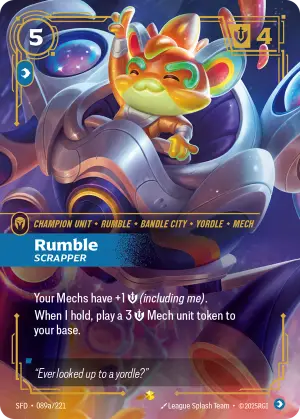 5
4
CHAMPION UNIT • RUMBLE • BANDLE CITY • YORDLE • MECH
Rumble
SCRAPPER
Your Mechs have +1 (including me).
When I hold, play a 3 Mech unit token to
your base.
"Ever looked up to a yordle?"
SFD • 089a/221
League Splash Team • ©2025RGI